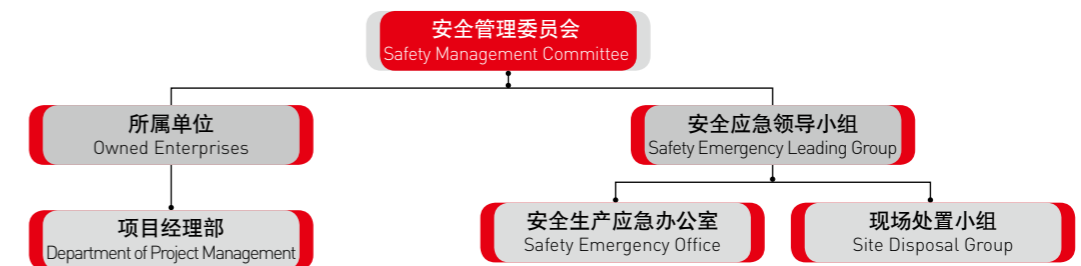 安全管理委员会
Safety Management Committee
所属单位
Owned Enterprises
安全应急领导小组
Safety Emergency Leading Group
项目经理部
Department of Project Management
安全生产应急办公室
Safety Emergency Office
现场处置小组
Site Disposal Group